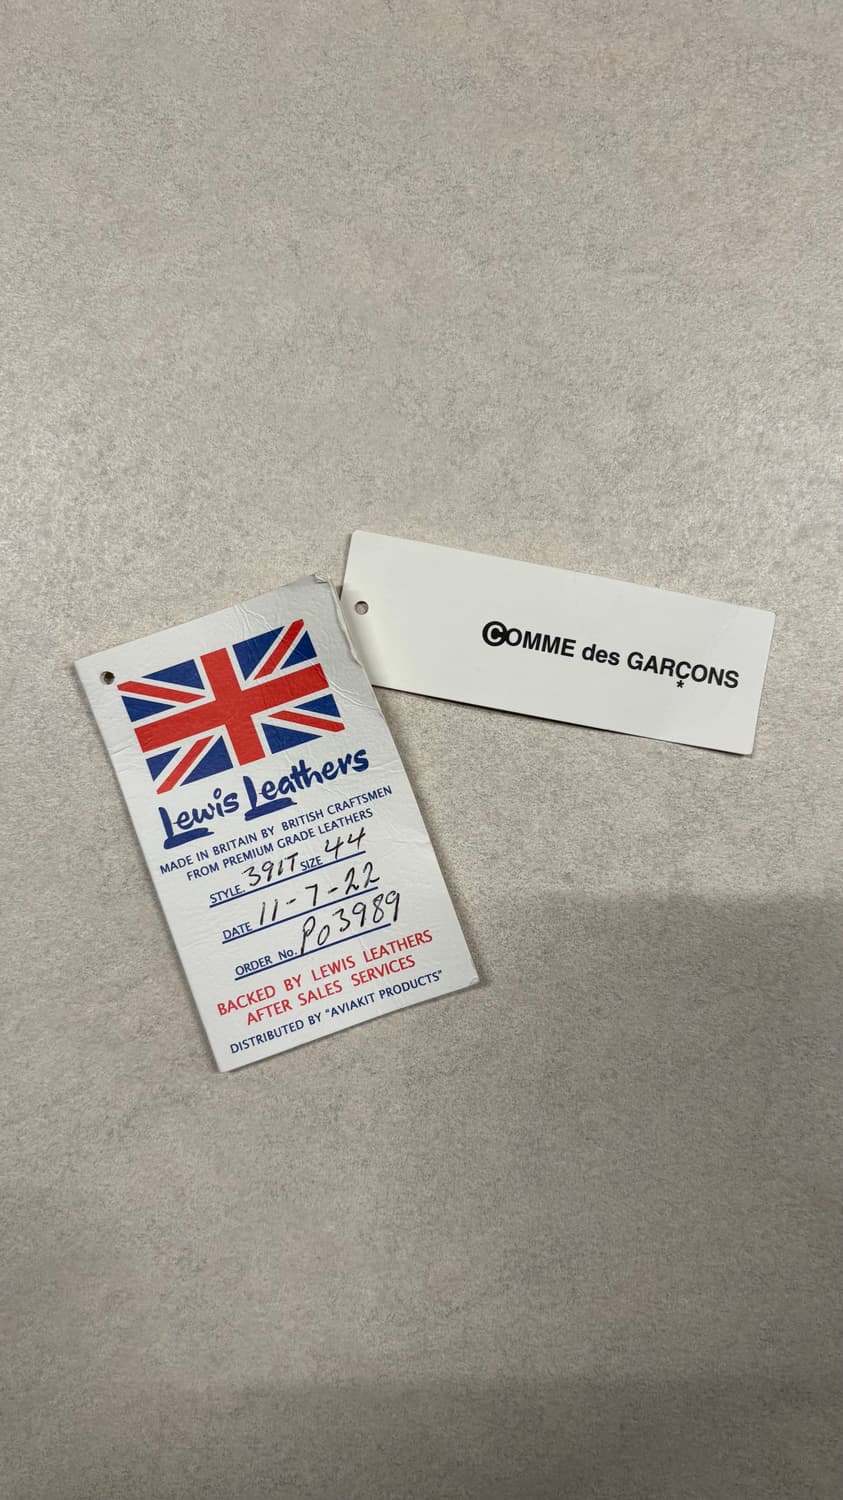 Lewis Leathers
MADE IN BRITAIN BY BRITISH CRAFTSMEN
FROM PREMIUM GRADE LEATHERS
STYLE. 391T SIZE 44
DATE 11-7-22
ORDER No. PO3989
BACKED BY LEWIS LEATHERS
AFTER SALES SERVICES
DISTRIBUTED BY "AVIAKIT PRODUCTS"
COMME des GARÇONS
*